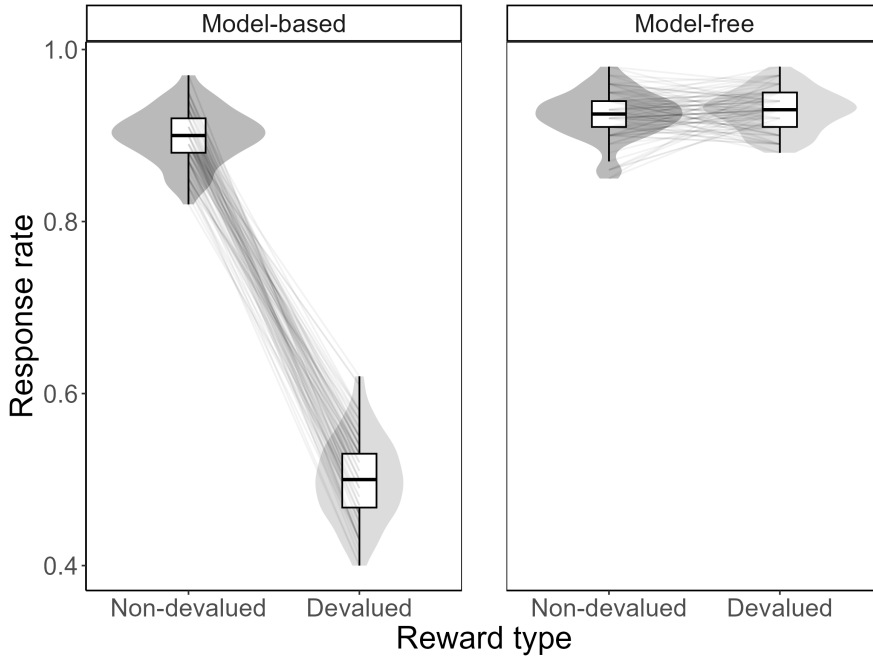 Model-based
Model-free
1.0
0.8
0.6
0.4
Response rate
Non-devalued
Devalued
Non-devalued
Devalued
Reward type